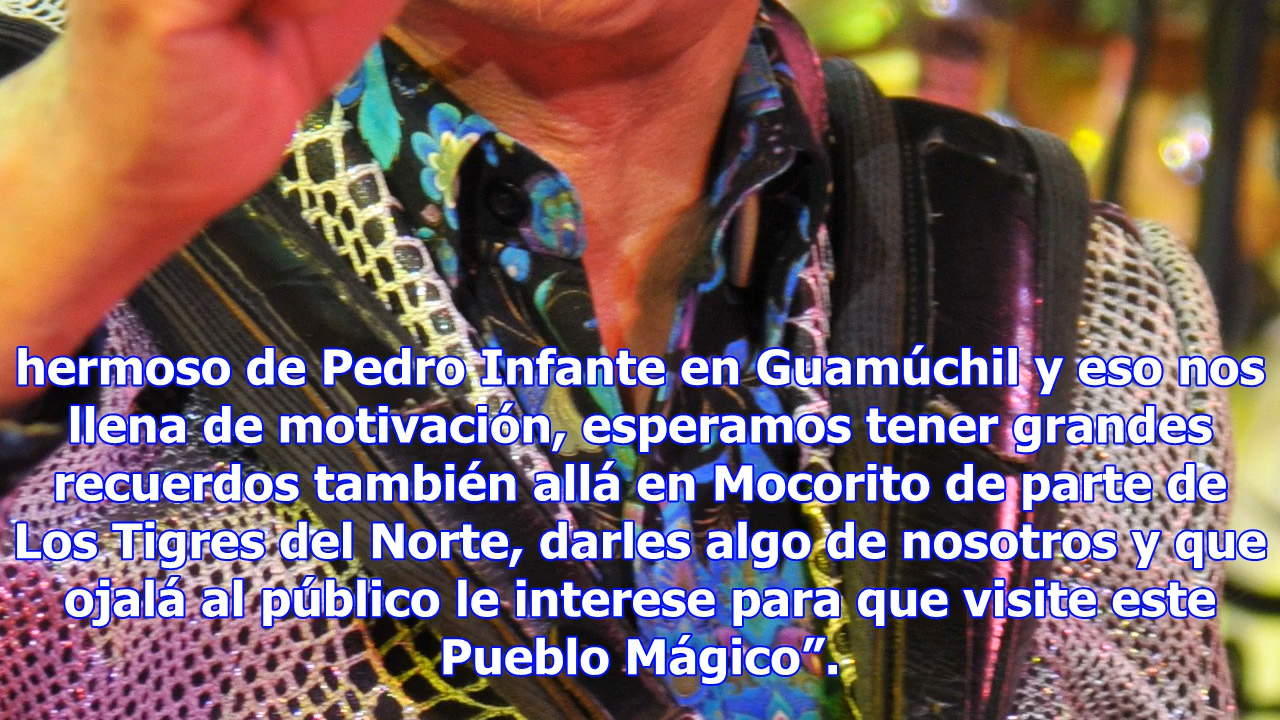 hermoso de Pedro Infante en Guamúchil y eso nos
llena de motivación, esperamos tener grandes
recuerdos también allá en Mocorito de parte de
Los Tigres del Norte, darles algo de nosotros y que
ojalá al público le interese para que visite este
Pueblo Mágico”.